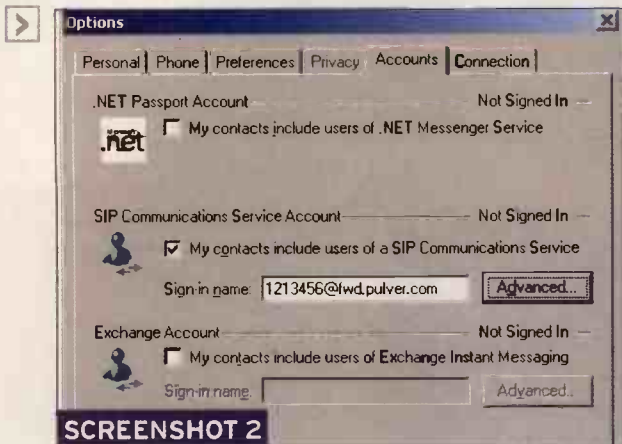 Options
Personal Phone Preferences Privacy Accounts Connection
.NET Passport Account Not Signed In
.net My contacts include users of .NET Messenger Service
SIP Communications Service Account Not Signed In
My contacts include users of a SIP Communications Service
Sign-in name: 1213456@fwd.pulver.com Advanced...
Exchange Account Not Signed In
My contacts include users of Exchange Instant Messaging
Sign-in name: Advanced...
SCREENSHOT 2